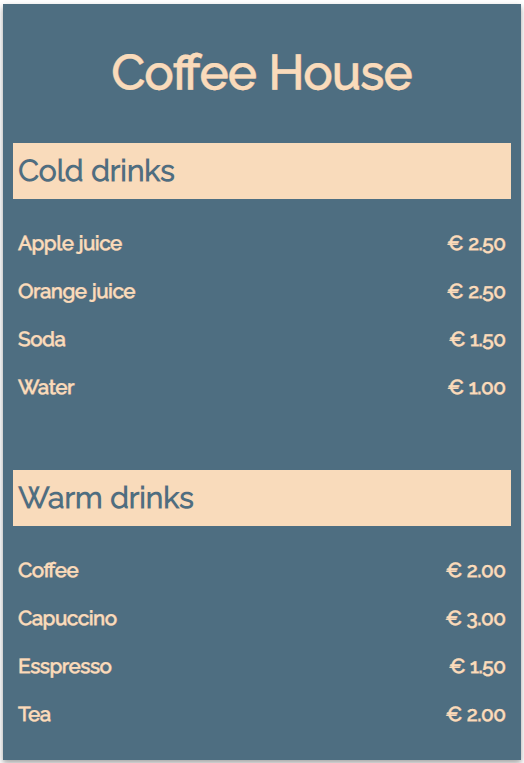 Coffee House
Cold drinks
Apple juice € 2.50
Orange juice € 2.50
Soda € 1.50
Water € 1.00
Warm drinks
Coffee € 2.00
Capuccino € 3.00
Esspresso € 1.50
Tea € 2.00